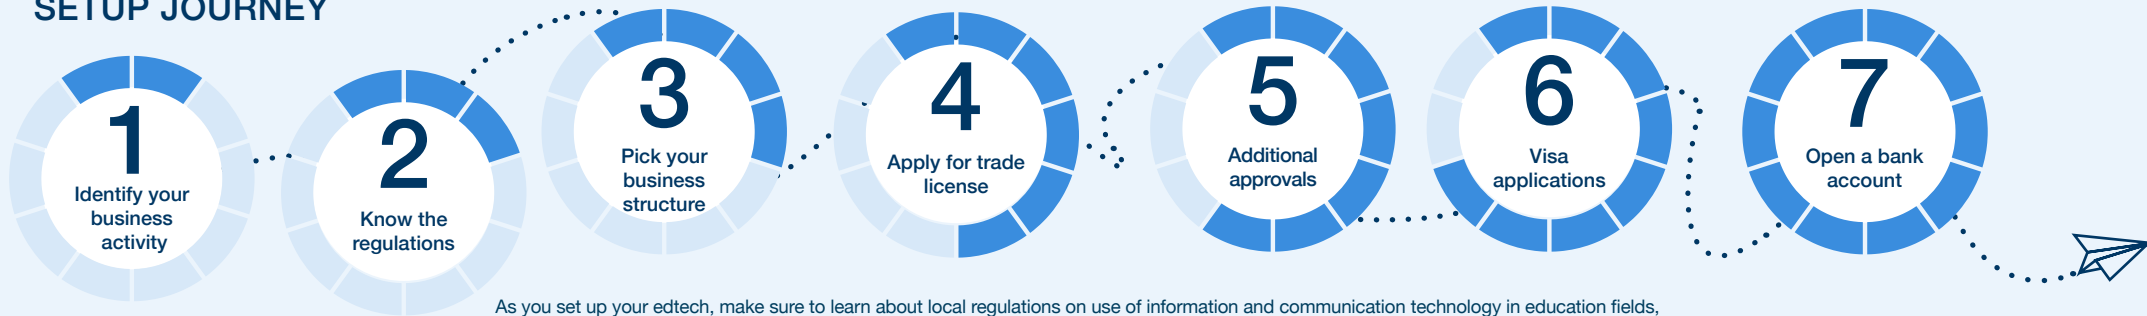 SETUP JOURNEY
1
Identify your
business
activity
2
Know the
regulations
3
Pick your
business
structure
4
Apply for trade
license
5
Additional
approvals
6
Visa
applications
7
Open a bank
account
As you set up your edtech, make sure to learn about local regulations on use of information and communication technology in education fields,